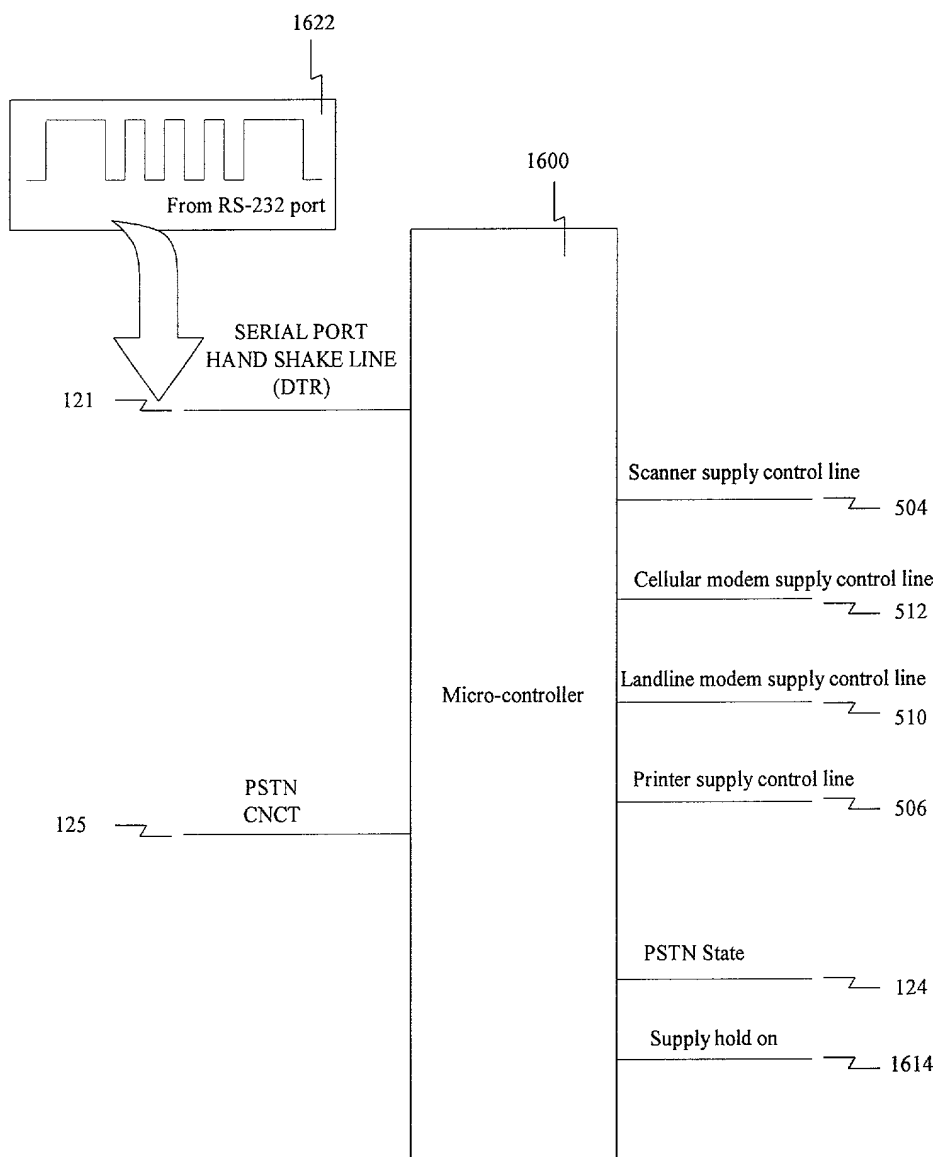 1622
From RS-232 port
1600
SERIAL PORT
HAND SHAKE LINE
(DTR)
121
Scanner supply control line
504
Cellular modem supply control line
512
Micro-controller
Landline modem supply control line
510
Printer supply control line
506
PSTN
CNCT
125
PSTN State
124
Supply hold on
1614